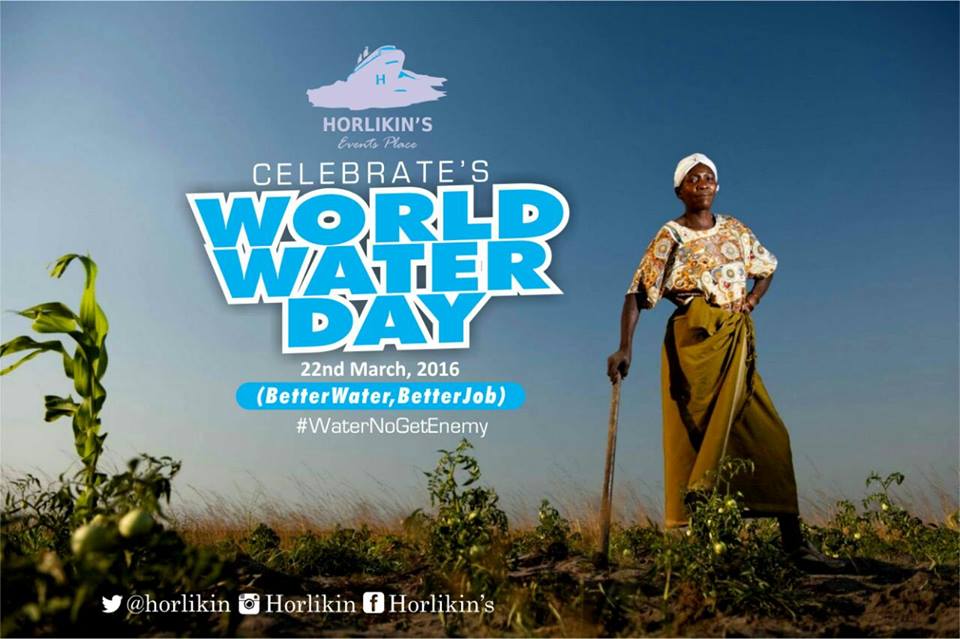 H
HORLIKIN'S
Events Place
CELEBRATE'S
WORLD
WATER
DAY
22nd March, 2016
(BetterWater,BetterJob)
#WaterNoGetEnemy
@horlikin Horlikin f Horlikin's